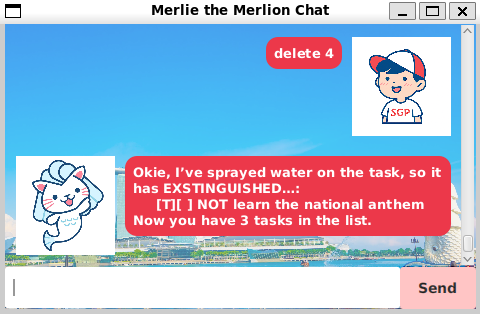 Merlie the Merlion Chat
delete 4
SGP
Okie, I've sprayed water on the task, so it
has EXSTINGUISHED...:
[T][ ] NOT learn the national anthem
Now you have 3 tasks in the list.
Send